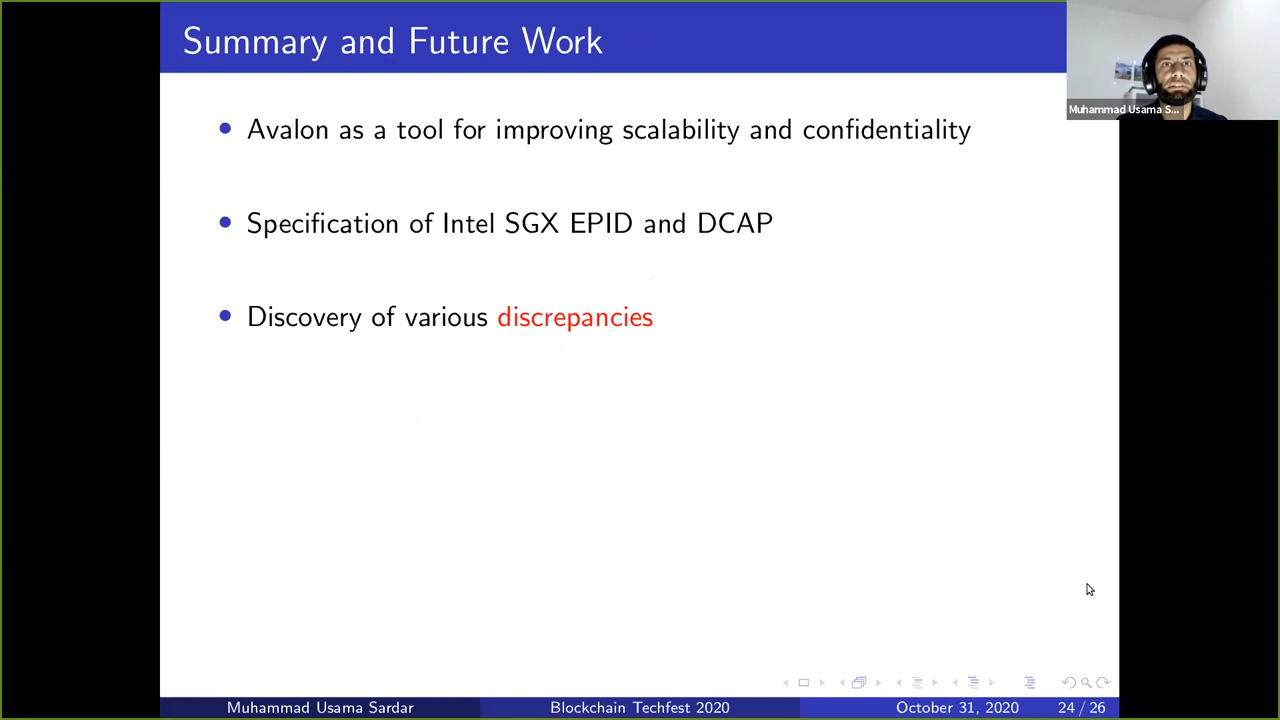 Summary and Future Work
Muhammad Usama S...
• Avalon as a tool for improving scalability and confidentiality
• Specification of Intel SGX EPID and DCAP
• Discovery of various discrepancies
Muhammad Usama Sardar
Blockchain Techfest 2020
October 31, 2020
24 / 26